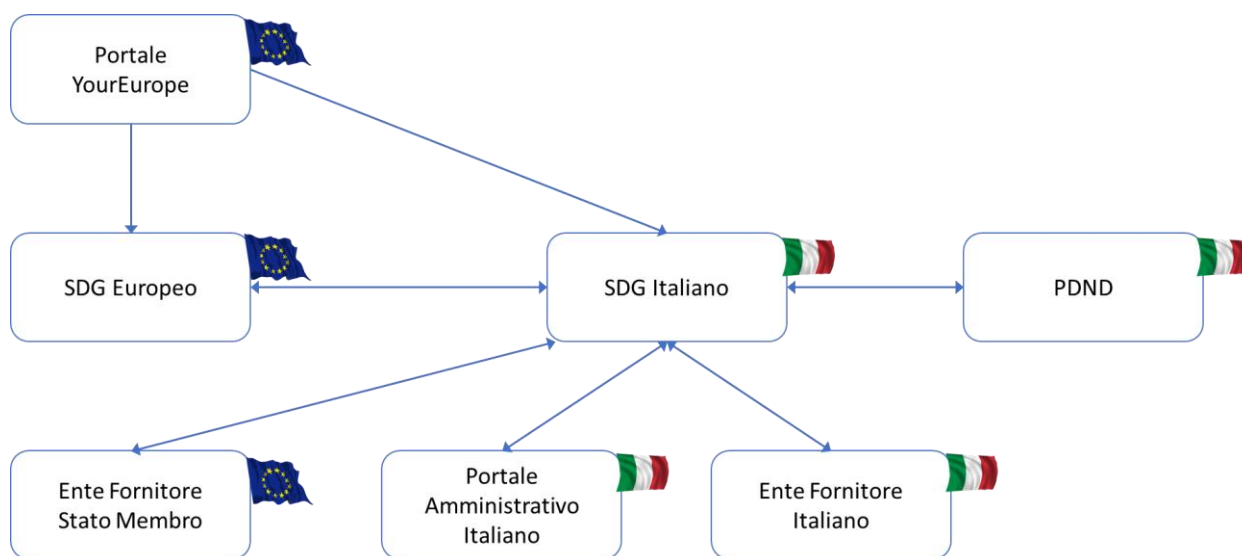 Portale
YourEurope
SDG Europeo
SDG Italiano
PDND
Ente Fornitore
Stato Membro
Portale
Amministrativo
Italiano
Ente Fornitore
Italiano